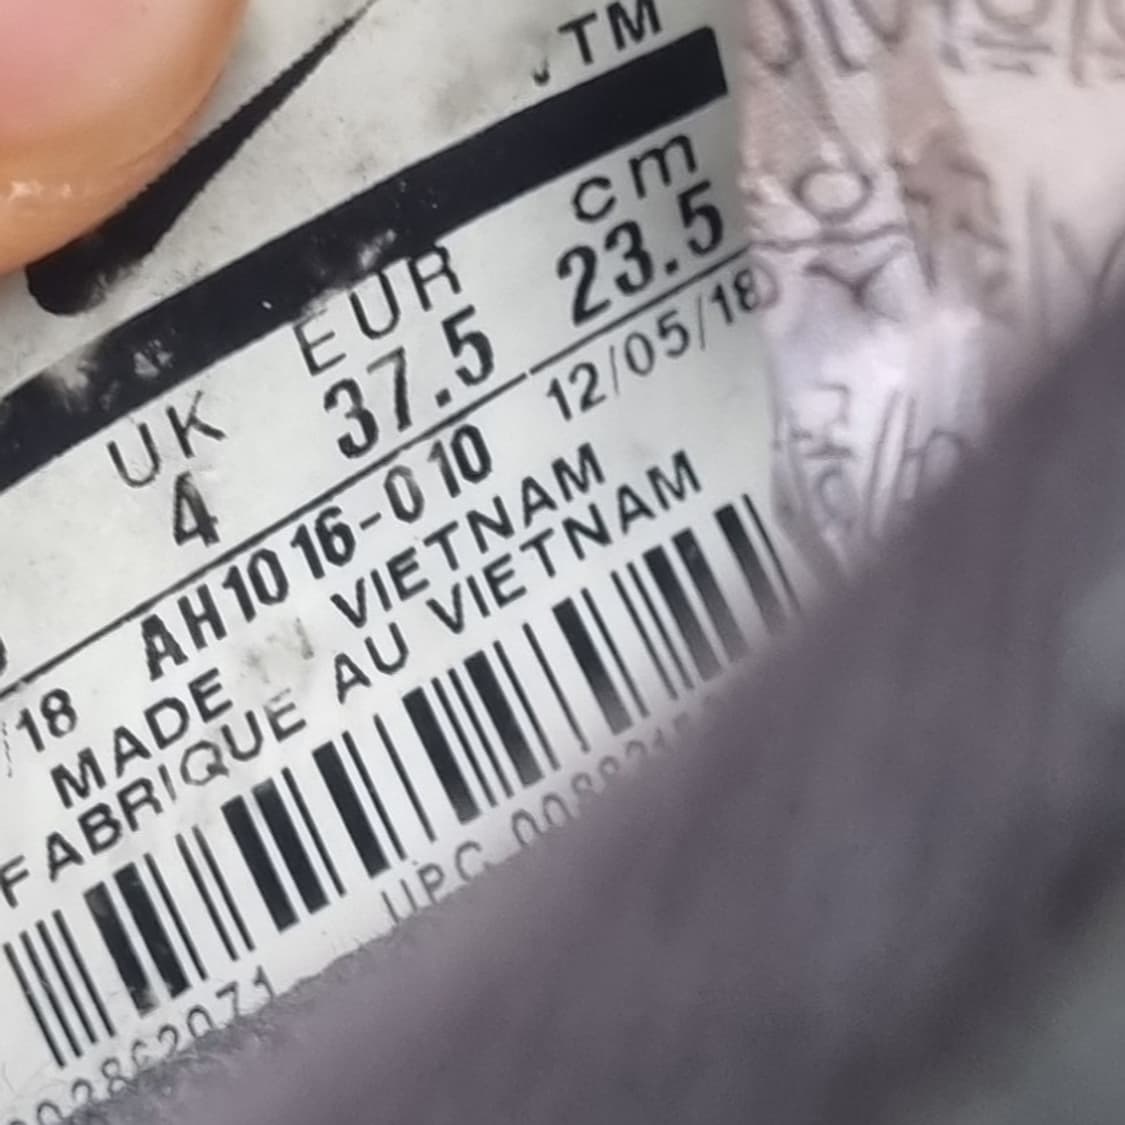 TM
UK EUR cm
4 37.5 23.5
18 AH1016-010 12/05/18
MADE VIETNAM
FABRIQUE AU VIETNAM
UPC